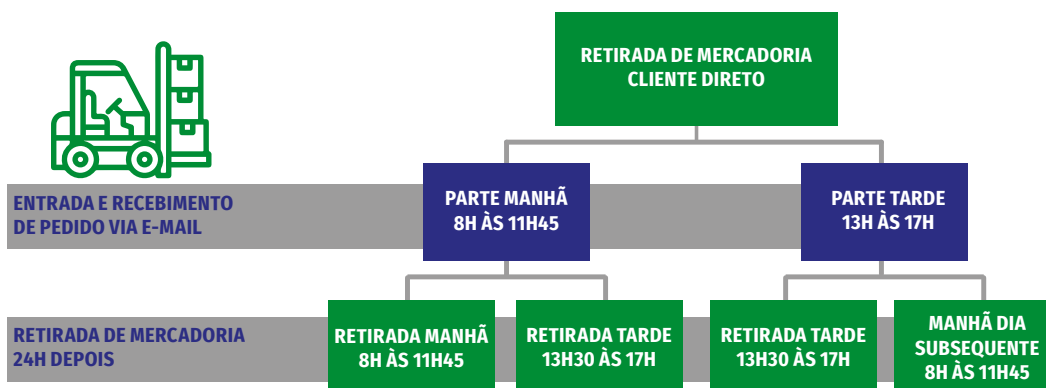 RETIRADA DE MERCADORIA
CLIENTE DIRETO
ENTRADA E RECEBIMENTO
DE PEDIDO VIA E-MAIL
PARTE MANHÃ
8H ÀS 11H45
PARTE TARDE
13H ÀS 17H
RETIRADA DE MERCADORIA
24H DEPOIS
RETIRADA MANHÃ
8H ÀS 11H45
RETIRADA TARDE
13H30 ÀS 17H
RETIRADA TARDE
13H30 ÀS 17H
MANHÃ DIA
SUBSEQUENTE
8H ÀS 11H45